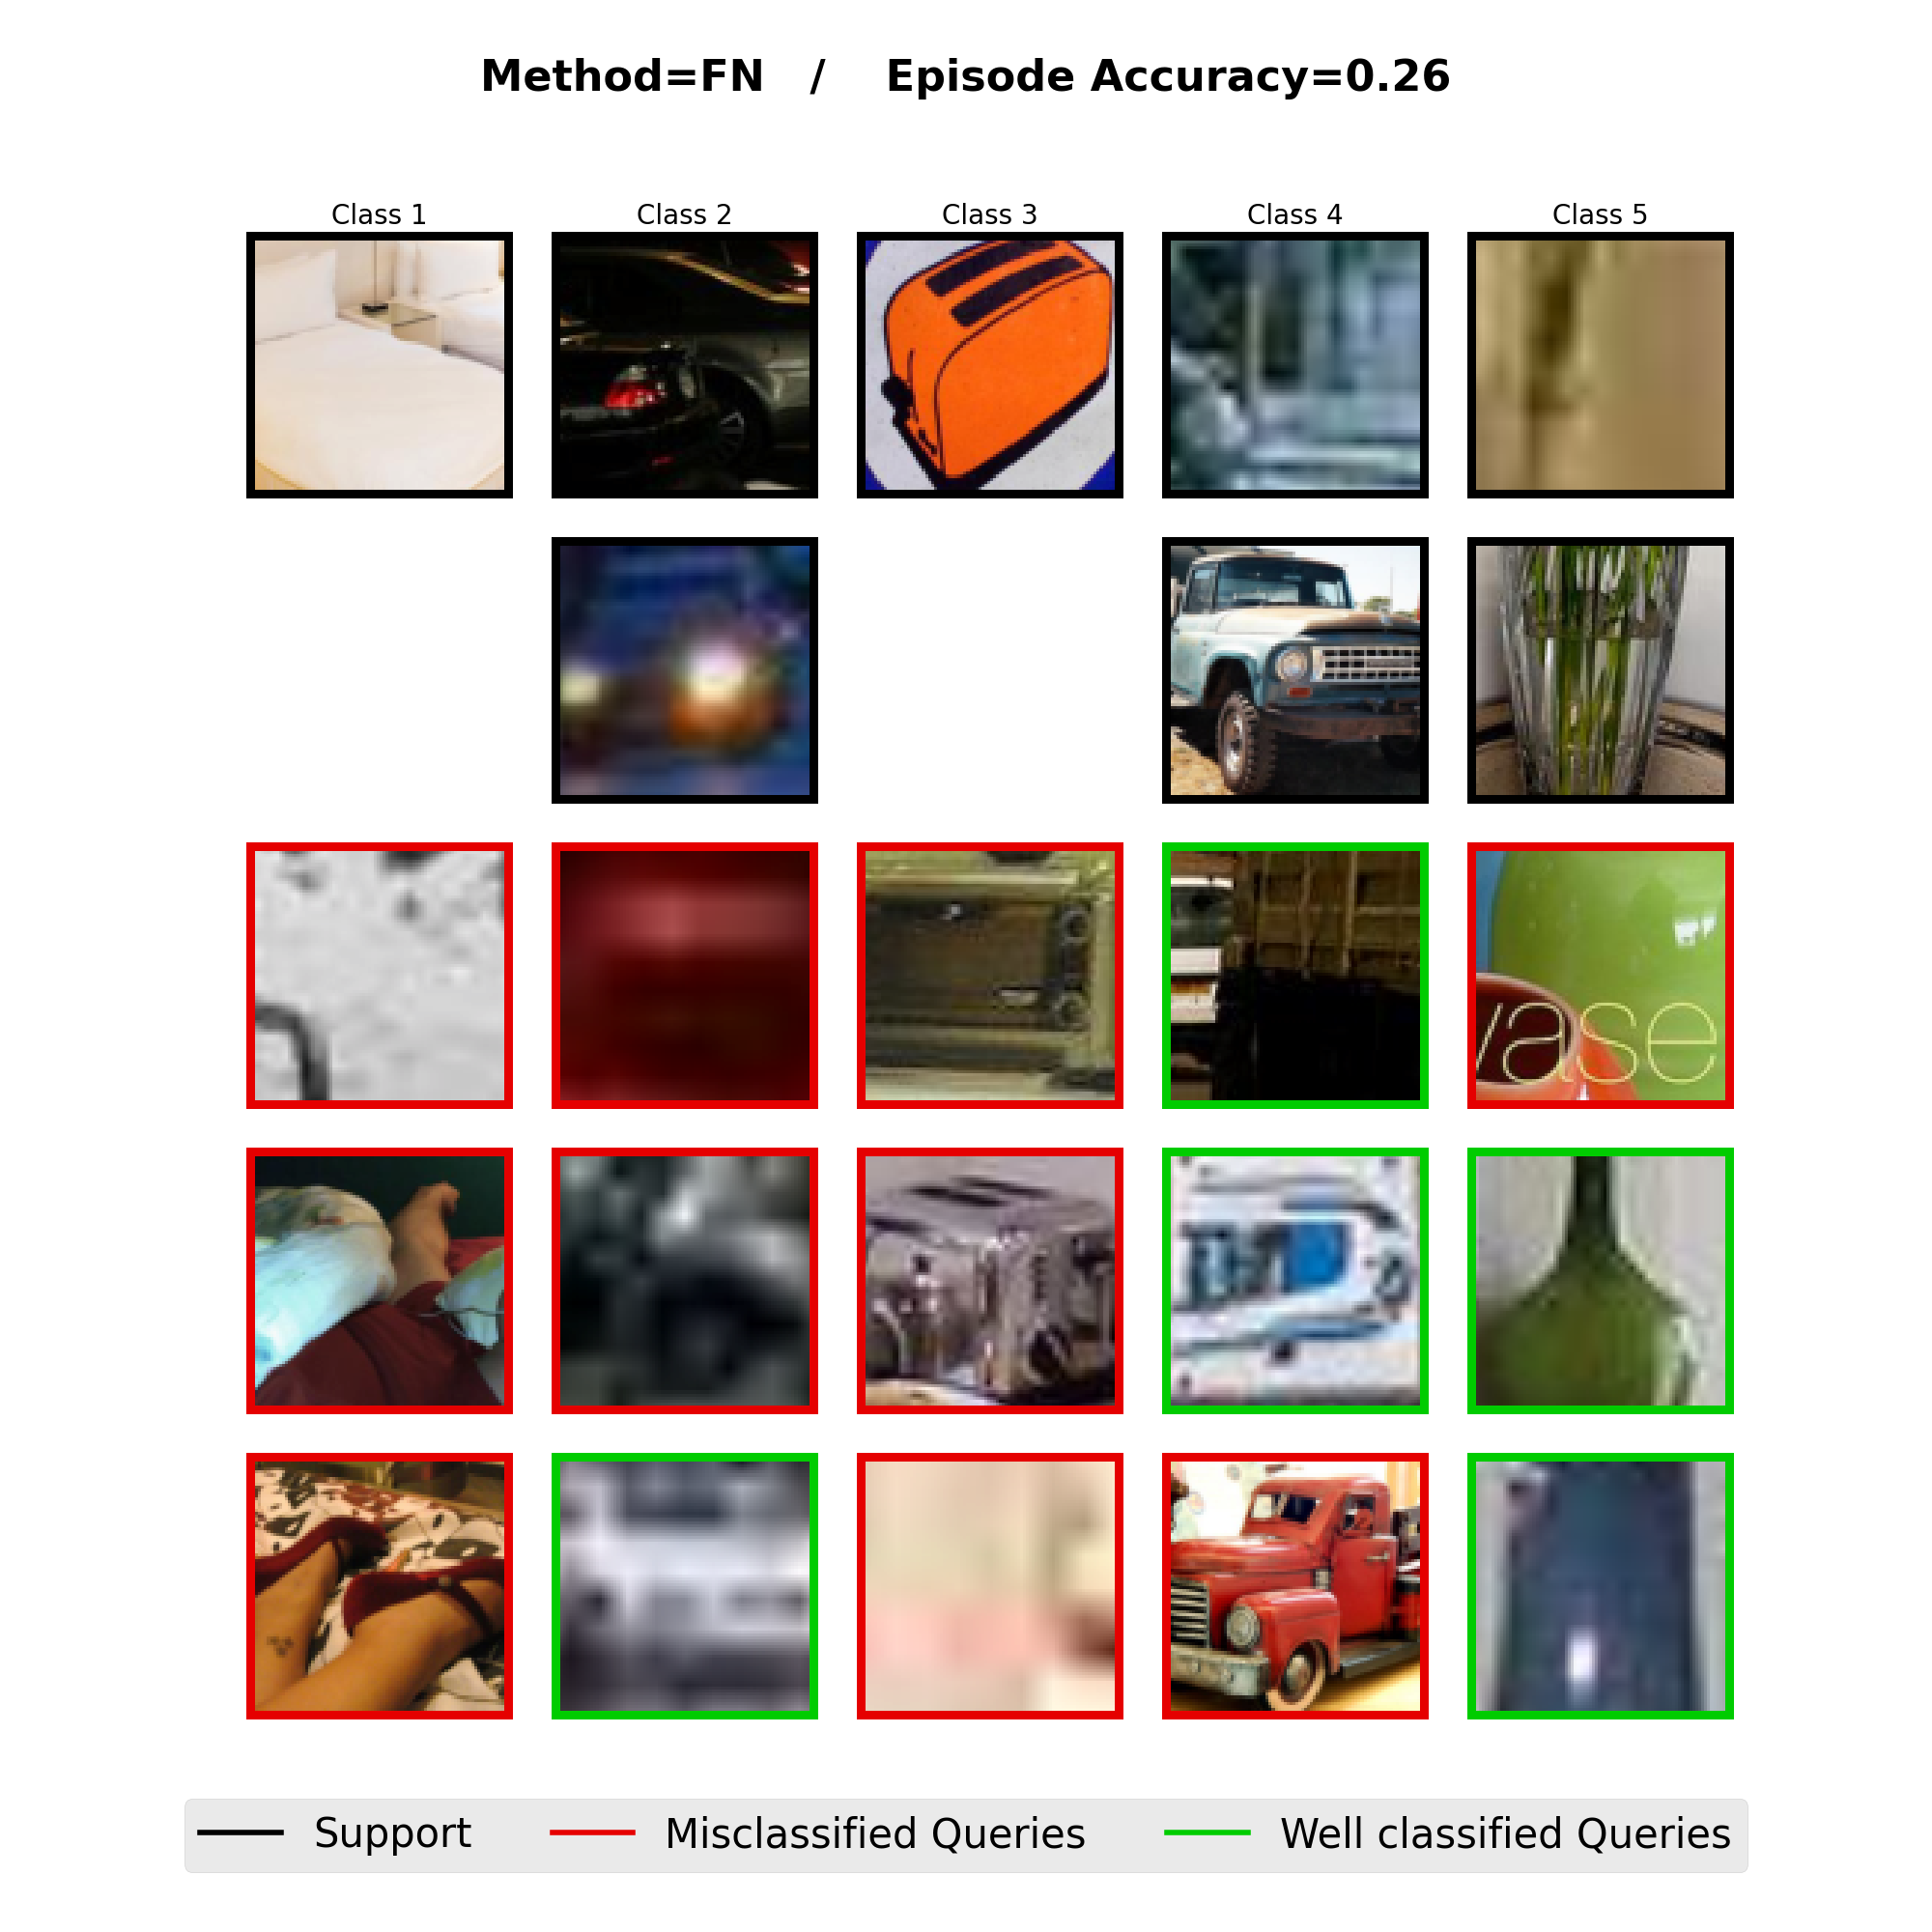 Method=FN / Episode Accuracy=0.26
Class 1 Class 2 Class 3 Class 4 Class 5
vase
Support Misclassified Queries Well classified Queries